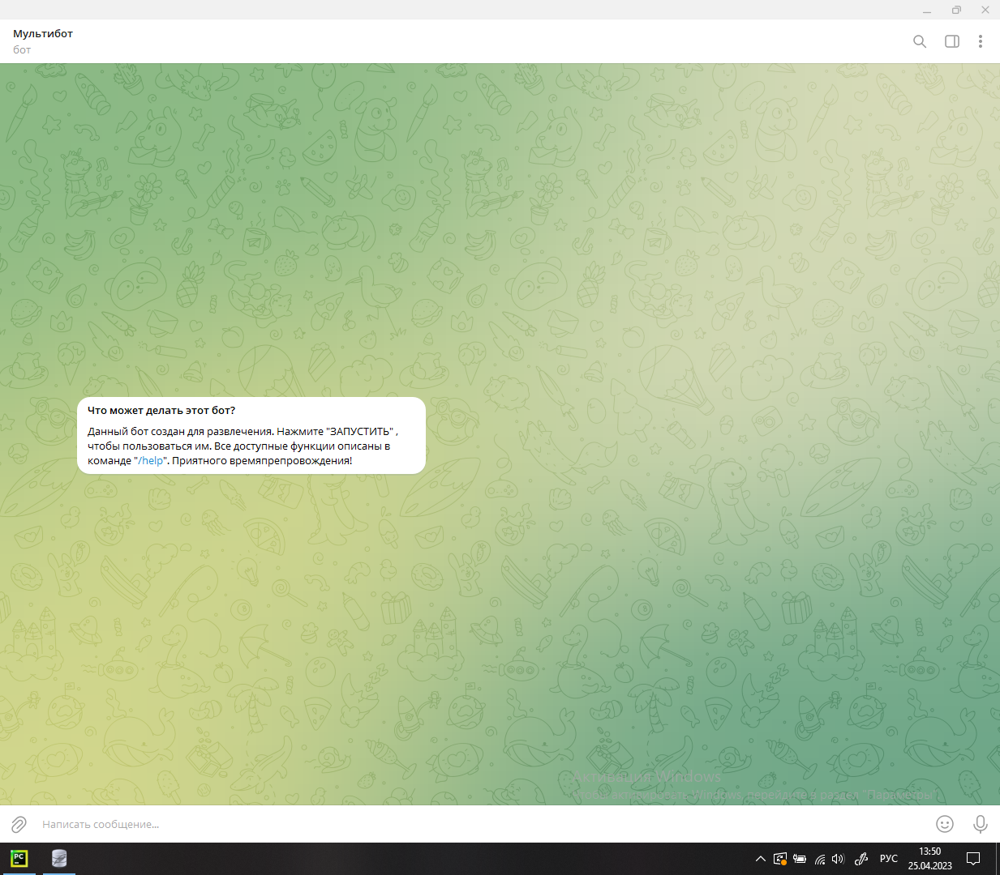 Мультибот
бот
Что может делать этот бот?
Данный бот создан для развлечения. Нажмите "ЗАПУСТИТЬ" ,
чтобы пользоваться им. Все доступные функции описаны в
команде "/help". Приятного времяпрепровождения!
Активация Windows
Чтобы активировать Windows, перейдите в раздел "Параметры
Написать сообщение...
PC
РУС
13:50
25.04.2023